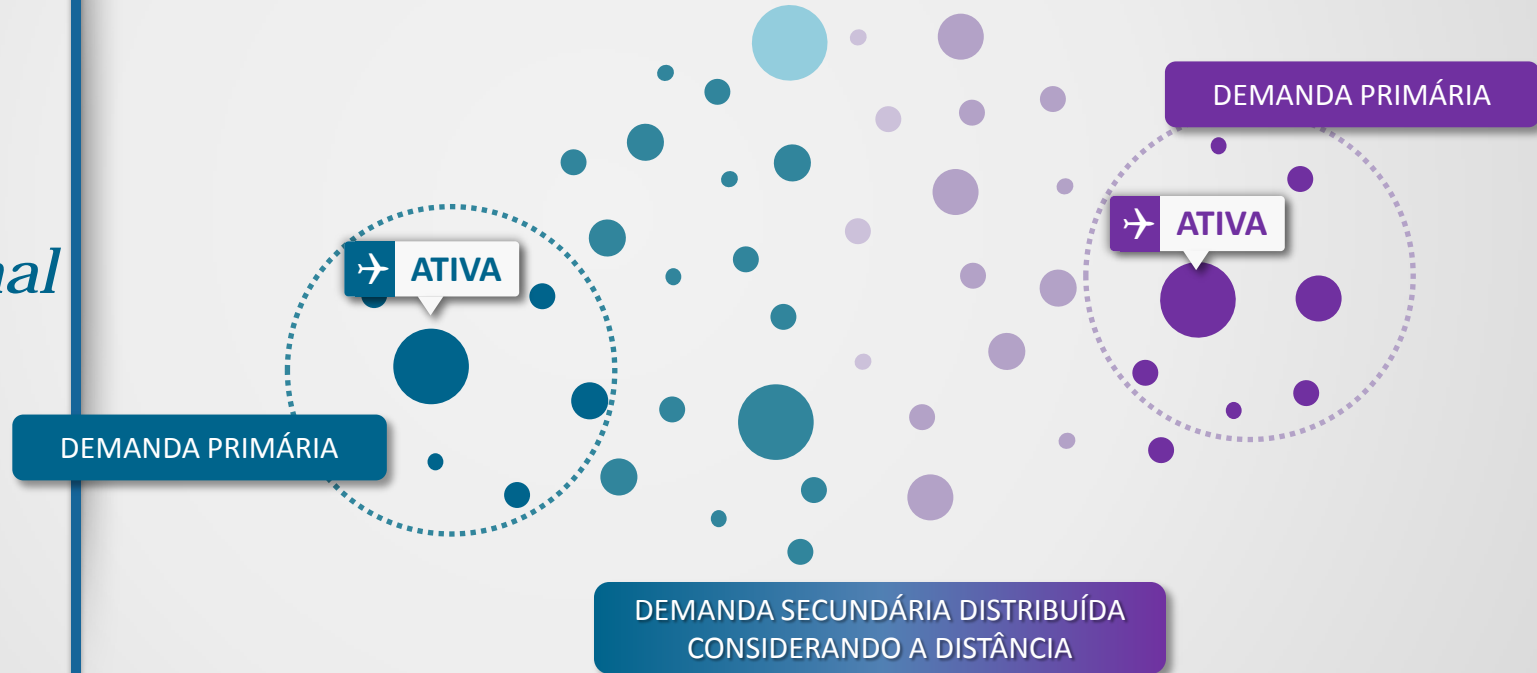 DEMANDA PRIMÁRIA
ATIVA
ATIVA
DEMANDA PRIMÁRIA
DEMANDA SECUNDÁRIA DISTRIBUÍDA
CONSIDERANDO A DISTÂNCIA